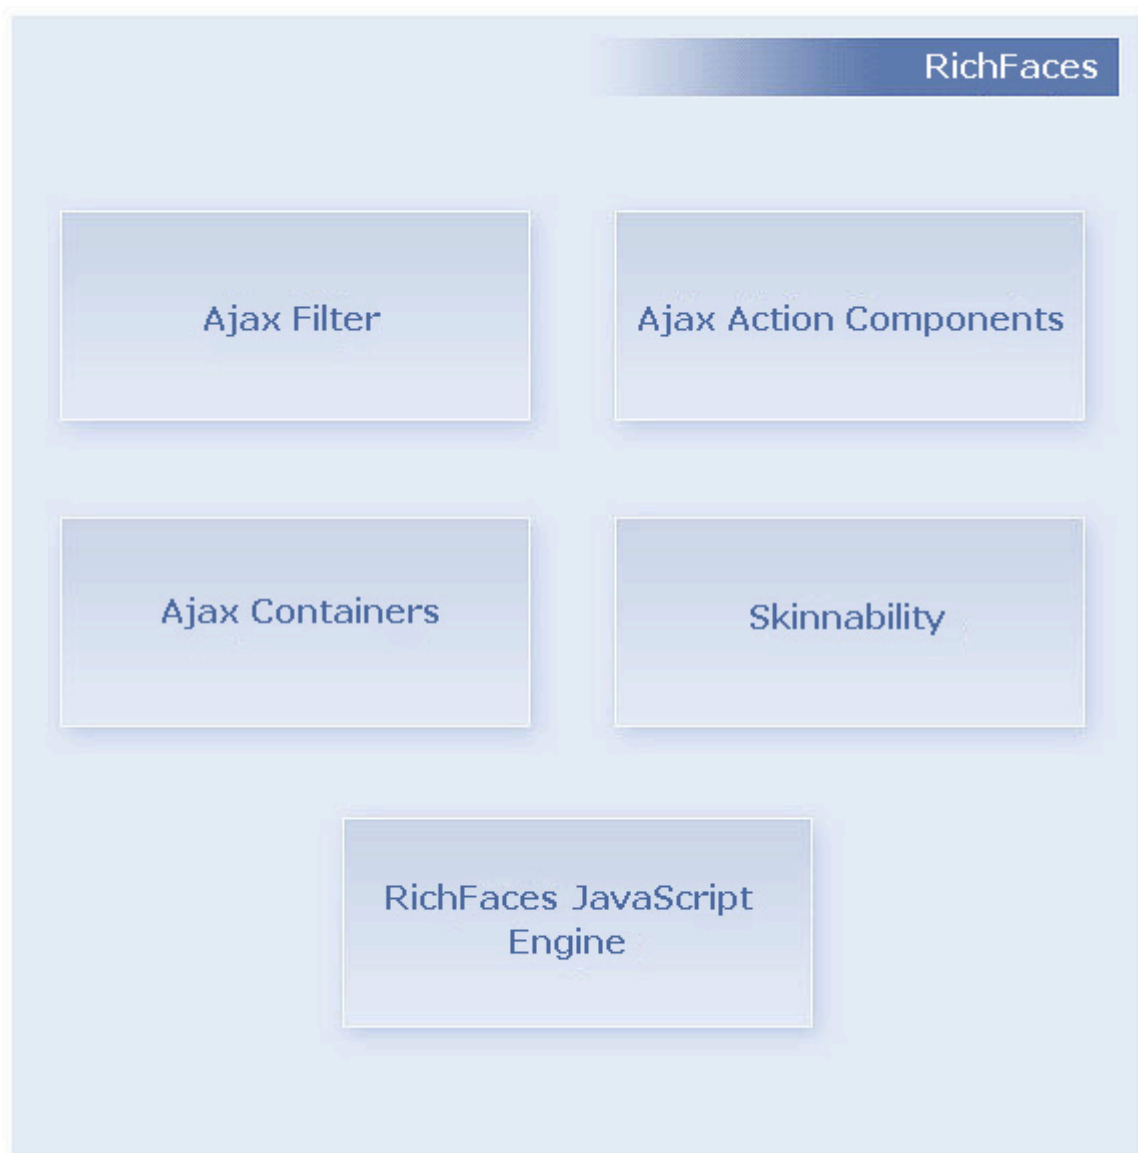 RichFaces
Ajax Filter
Ajax Action Components
Ajax Containers
Skinnability
RichFaces JavaScript
Engine